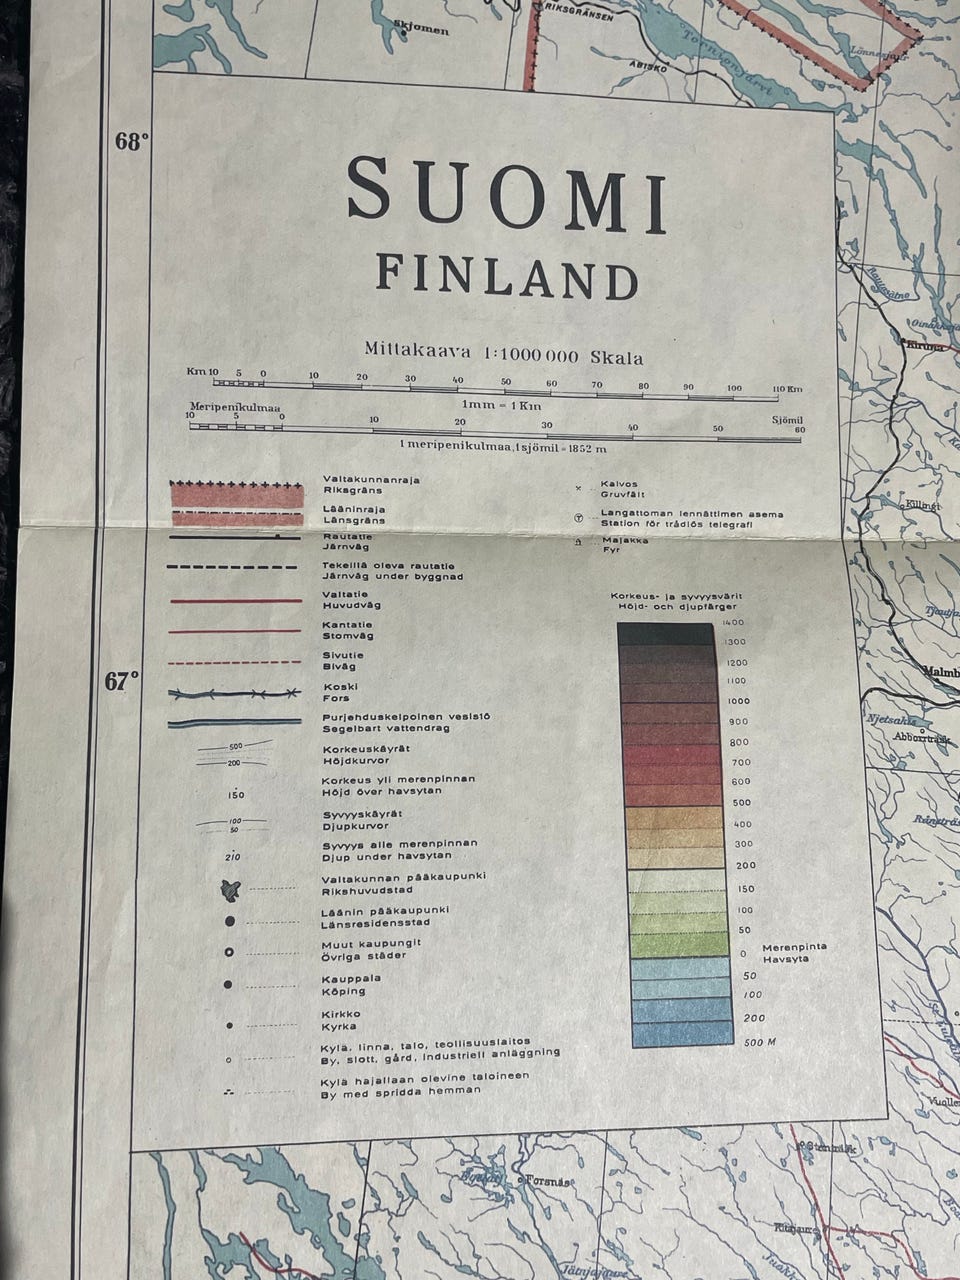 Skjomen
RIKSGRÄNSEN
ABISKO
Torniomjärvi
68°
67°
SUOMI
FINLAND
Mittakaava 1:1000 000 Skala
Km 10 5 0 10 20 30 40 50 60 70 80 90 100 110 Km
1mm = 1Km
Meripenikulmaa Sjömil
10 5 0 10 20 30 40 50 60
1 meripenikulmaa, 1 sjömil = 1852 m
Valtakunnanraja
Riksgräns
Lääninraja
Länsgräns
Rautatie
Järnväg
Tekeillä oleva rautatie
Järnväg under byggnad
Valtatie
Huvudväg
Kantatie
Stomväg
Sivutie
Biväg
Koski
Fors
Purjehduskelpoinen vesistö
Segelbart vattendrag
500
200
Korkeuskäyrät
Höjdkurvor
150
Korkeus yli merenpinnan
Höjd över havsytan
100
50
Syvyyskäyrät
Djupkurvor
210
Syvyys alle merenpinnan
Djup under havsytan
Valtakunnan pääkaupunki
Rikshuvudstad
Läänin pääkaupunki
Länsresidensstad
Muut kaupungit
Övriga städer
Kauppala
Köping
Kirkko
Kyrka
Kylä, linna, talo, teollisuuslaitos
By, slott, gård, industriell anläggning
Kylä hajallaan olevine taloineen
By med spridda hemman
Kaivos
Gruvfält
Langattoman lennättimen asema
Station för trådlös telegrafi
Majakka
Fyr
Korkeus- ja syvyysvärit
Höjd- och djupfärger
1400
1300
1200
1100
1000
900
800
700
600
500
400
300
200
150
100
50
0
Merenpinta
Havsyta
50
100
200
500 M
Kiruna
Abborrträsk
Forsnäs